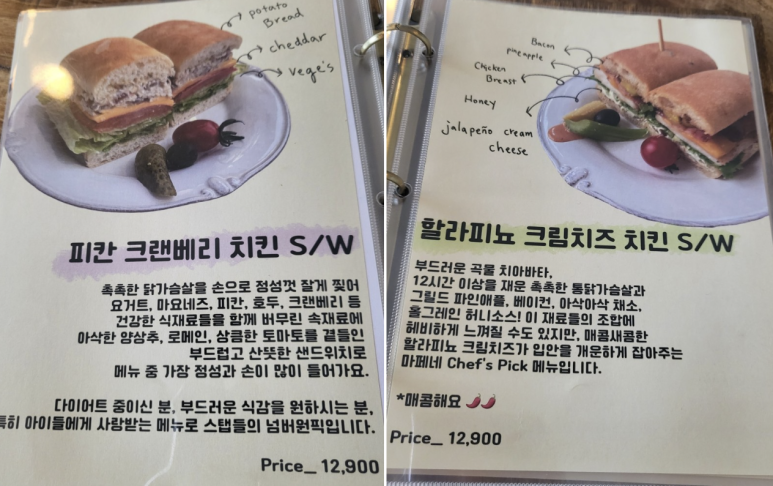 potato
Bread
cheddar
vege's
피칸 크랜베리 치킨 S/W
촉촉한 닭가슴살을 손으로 정성껏 잘게 찢어
요거트, 마요네즈, 피칸, 호두, 크랜베리 등
건강한 식재료들을 함께 버무린 속재료에
아삭한 양상추, 로메인, 상큼한 토마토를 곁들인
부드럽고 산뜻한 샌드위치로
메뉴 중 가장 정성과 손이 많이 들어가요.
다이어트 중이신 분, 부드러운 식감을 원하시는 분,
특히 아이들에게 사랑받는 메뉴로 스탭들의 넘버원픽입니다.
Price_ 12,900
Bacon
pineapple
Chicken
Breast
Honey
jalapeño cream
cheese
할라피뇨 크림치즈 치킨 S/W
부드러운 곡물 치아바타,
12시간 이상을 재운 촉촉한 통닭가슴살과
그릴드 파인애플, 베이컨, 아삭아삭 채소,
홀그레인 허니소스! 이 재료들의 조합에
헤비하게 느껴질 수도 있지만, 매콤새콤한
할라피뇨 크림치즈가 입안을 개운하게 잡아주는
마페네 Chef's Pick 메뉴입니다.
*매콤해요 🌶🌶
Price_ 12,900